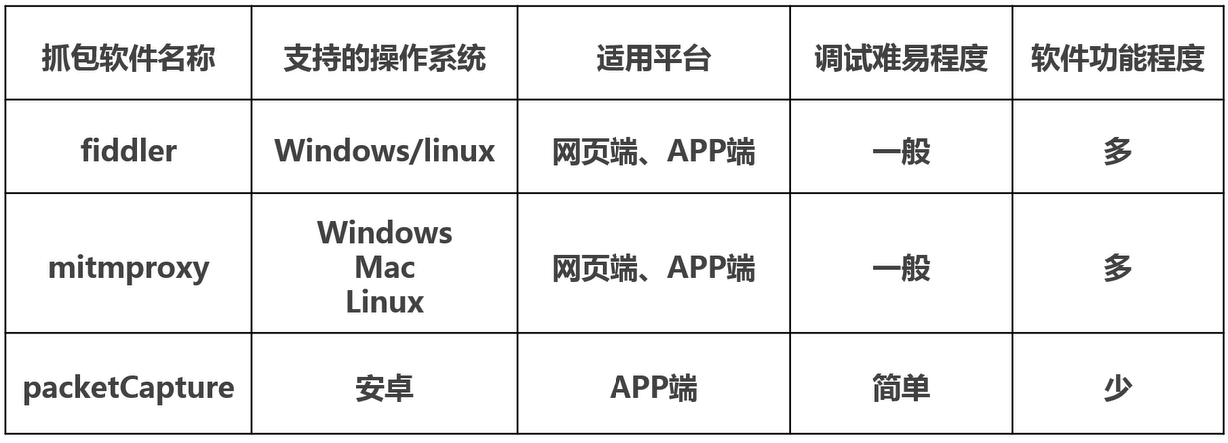 抓包软件名称 支持的操作系统 适用平台 调试难易程度 软件功能程度
fiddler Windows/linux 网页端、APP端 一般 多
mitmproxy Windows Mac Linux 网页端、APP端 一般 多
packetCapture 安卓 APP端 简单 少